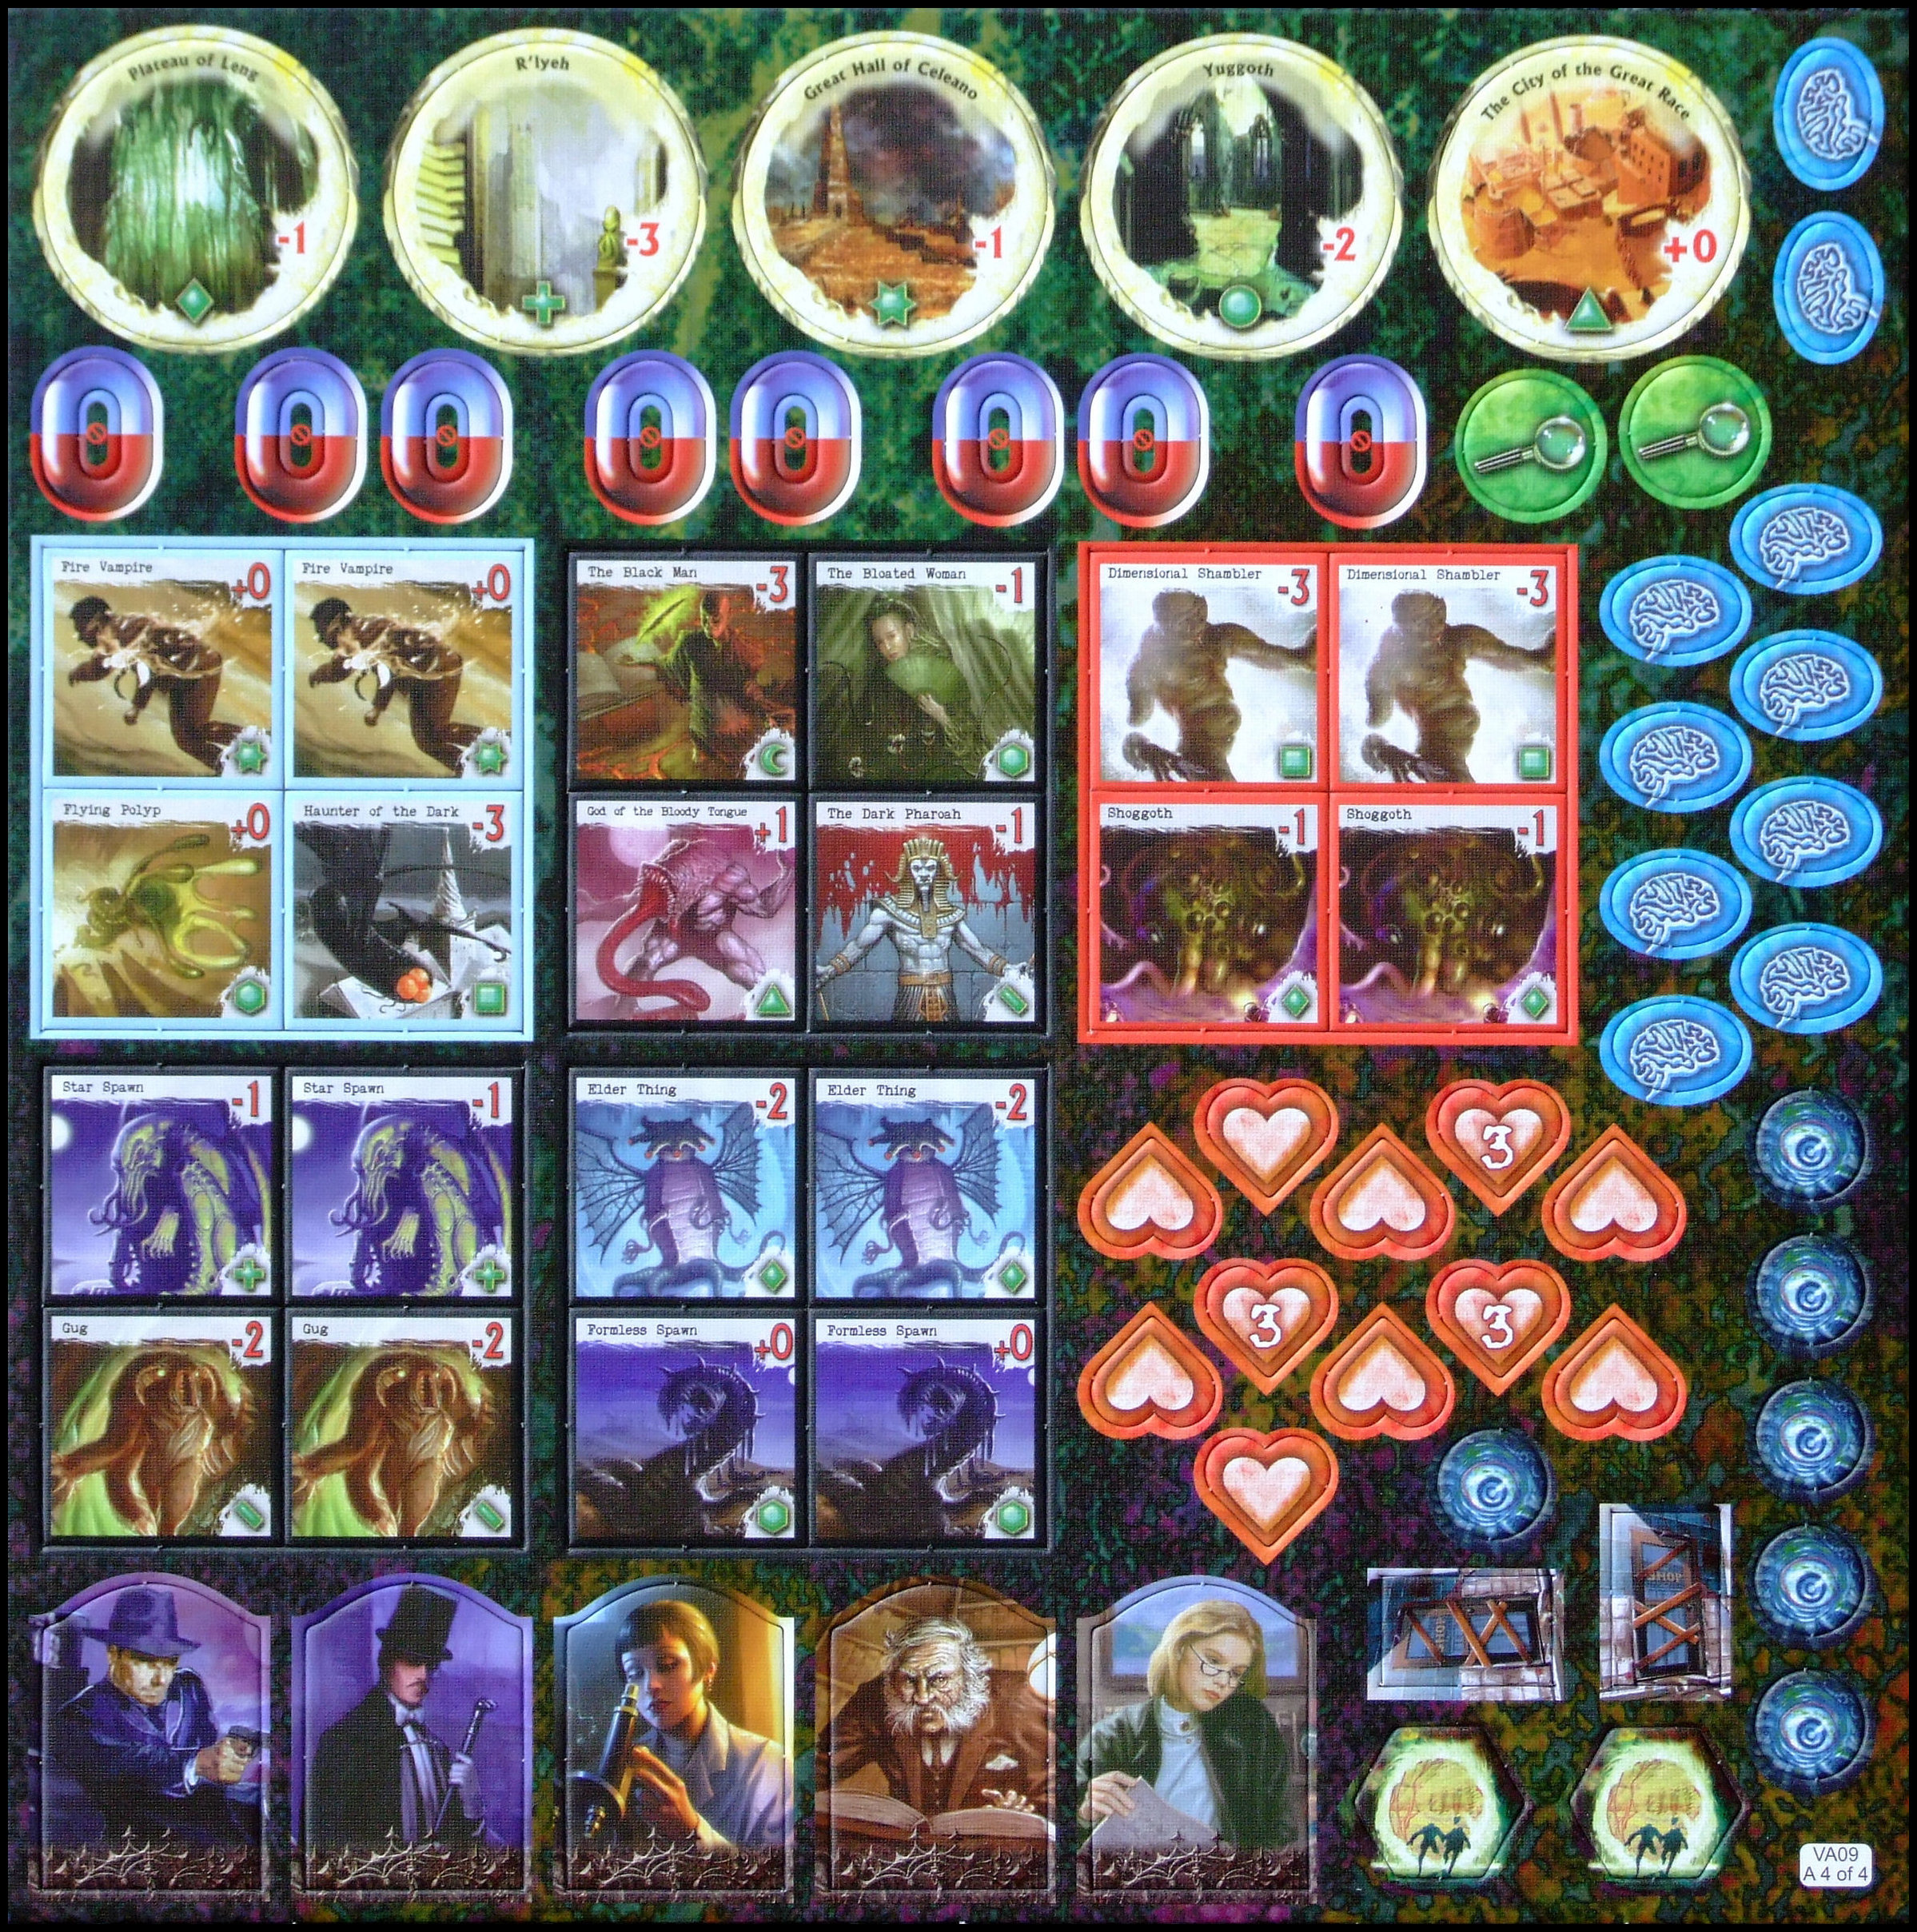 Plateau of Leng
-1
R'lyeh
-3
Great Hall of Celeano
-1
Yuggoth
-2
The City of the Great Race
+0
Fire Vampire +0
Fire Vampire +0
The Black Man -3
The Bloated Woman -1
Dimensional Shambler -3
Dimensional Shambler -3
Flying Polyp +0
Haunter of the Dark -3
God of the Bloody Tongue +1
The Dark Pharoah -1
Shoggoth -1
Shoggoth -1
Star Spawn -1
Star Spawn -1
Elder Thing -2
Elder Thing -2
3
Gug -2
Gug -2
Formless Spawn +0
Formless Spawn +0
3
3
SHOP
SHOP
VA09
A 4 of 4